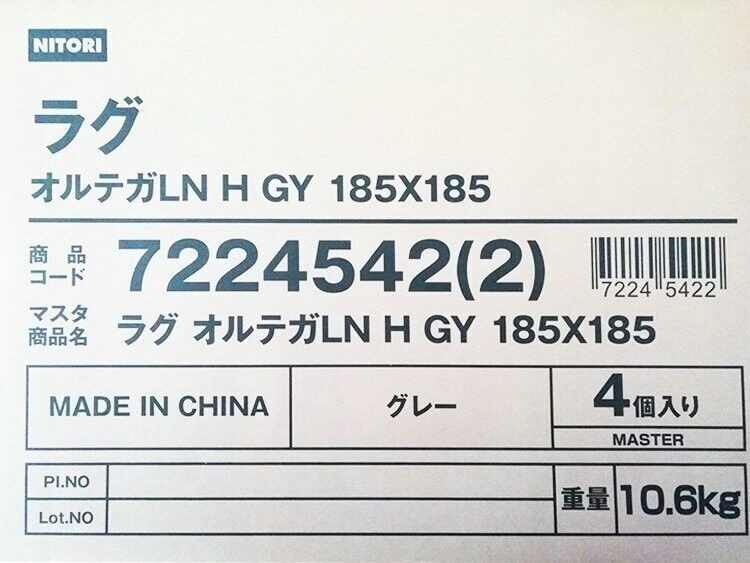 NITORI
ラグ
オルテガLN H GY 185X185
商品
コード
7224542(2)
7224 5422
マスタ
商品名
ラグ オルテガLN H GY 185X185
MADE IN CHINA
グレー
4個入り
MASTER
PI.NO
Lot.NO
重量
10.6kg